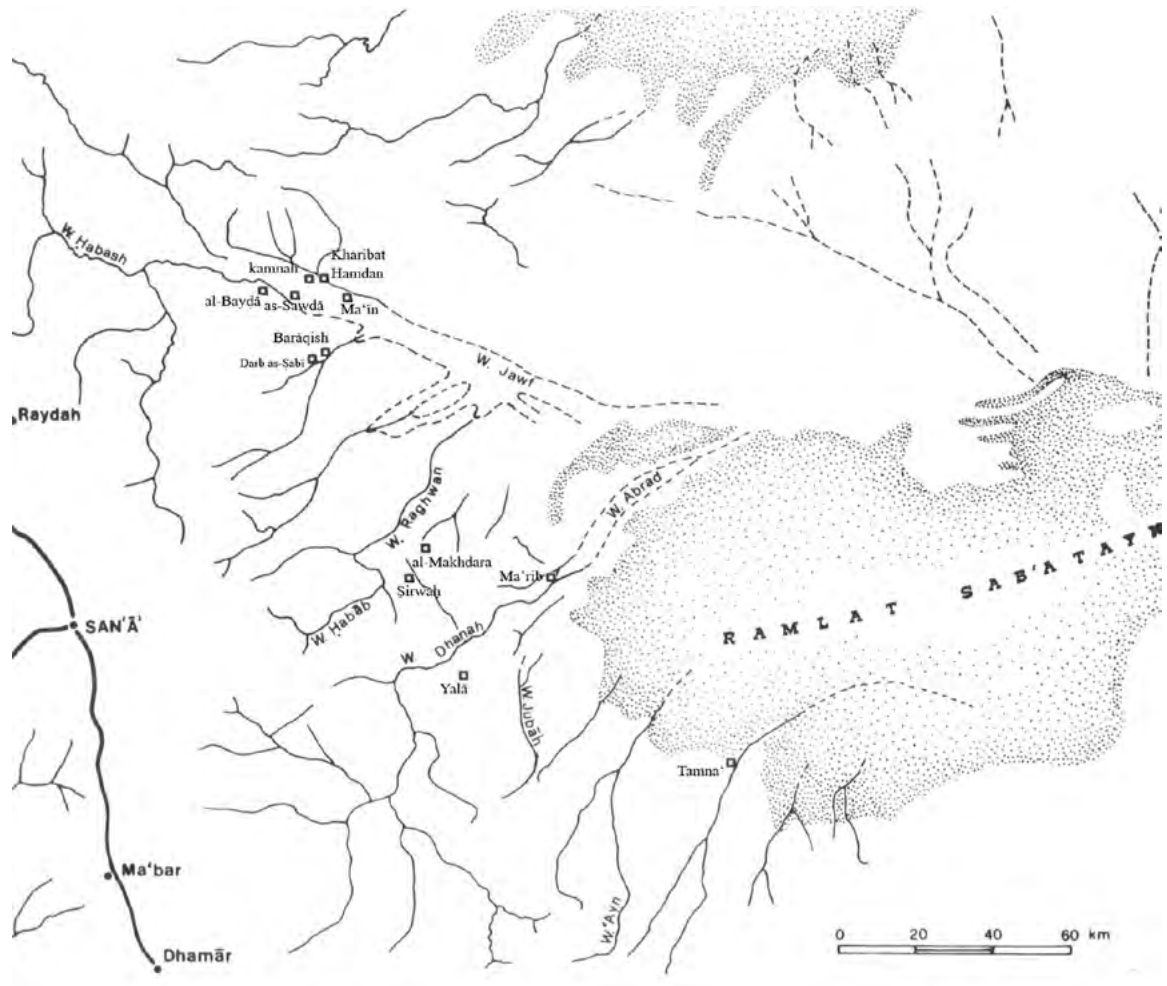 W. Habash
kamnah
Kharibat
Hamdan
al-Baydā
as-Sawdā
Ma‘in
Barāqish
Darb as-Sabi
W. Jawf
Raydah
W. Raghwan
W. Abrad
al-Makhdara
Ma'rib
Sirwah
RAMLAT SAB'ATAYN
SAN'Ā'
W. Ḥabāb
W. Dhanah
Yalā
W. Jubāh
Tamna‘
Ma‘bar
W. ‘Ayn
0 20 40 60 km
Dhamār